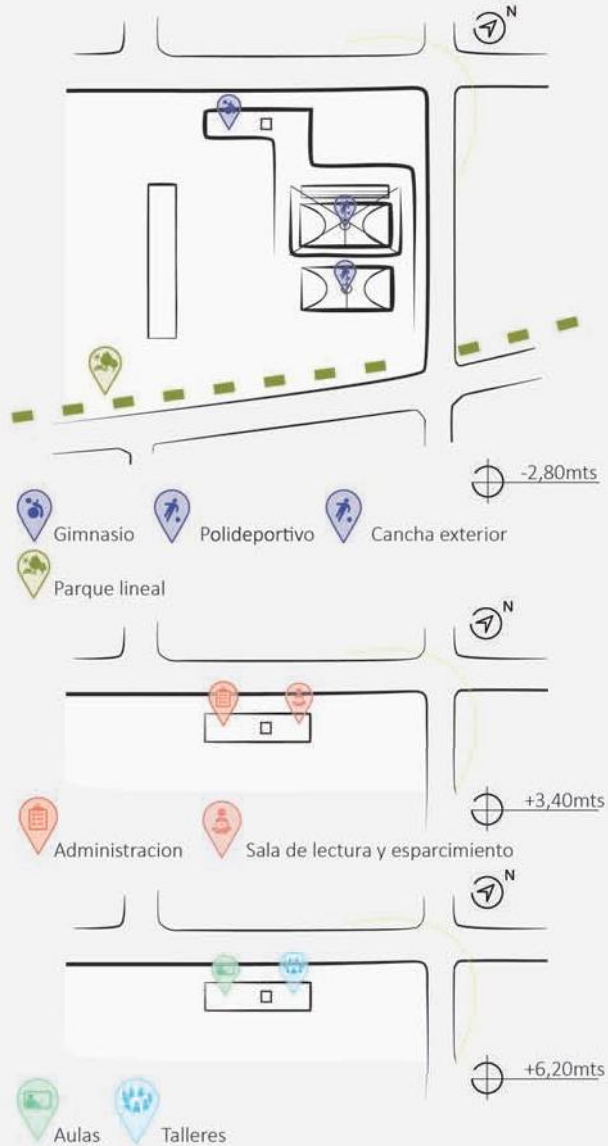 N
-2,80mts
Gimnasio
Polideportivo
Cancha exterior
Parque lineal
N
+3,40mts
Administracion
Sala de lectura y esparcimiento
N
+6,20mts
Aulas
Talleres